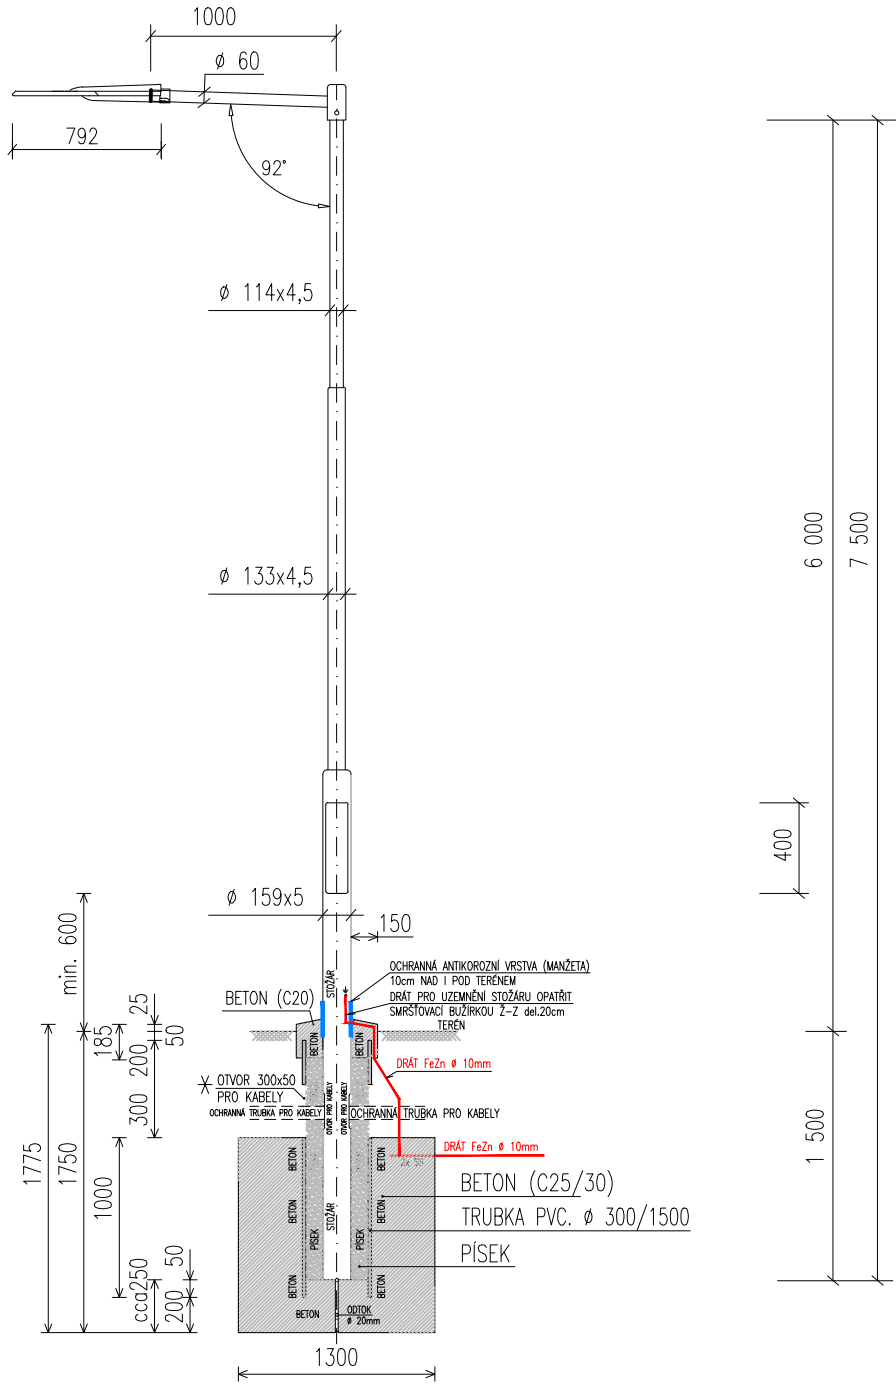 1000
ϕ 60
792
92°
ϕ 114x4,5
6 000
7 500
ϕ 133x4,5
400
ϕ 159x5
150
min. 600
STOŽÁR
OCHRANNÁ ANTIKOROZNÍ VRSTVA (MANŽETA)
10cm NAD I POD TERÉNEM
DRÁT PRO UZEMNĚNÍ STOŽÁRU OPATŘIT
SMRŠŤOVACÍ BUŽÍRKOU Ž-Z del.20cm
TERÉN
BETON (C20)
25
50
185
200
BETON
BETON
DRÁT FeZn ϕ 10mm
OTVOR 300x50
PRO KABELY
OCHRANNÁ TRUBKA PRO KABELY
OTVOR PRO KABELY
OTVOR PRO KABELY
OCHRANNÁ TRUBKA PRO KABELY
300
1 500
1775
1750
1000
DRÁT FeZn ϕ 10mm
BETON
BETON
BETON (C25/30)
TRUBKA PVC. ϕ 300/1500
PÍSEK
BETON
BETON
STOŽÁR
PÍSEK
PÍSEK
BETON
BETON
cca250
50
200
BETON
ODTOK
ϕ 20mm
1300